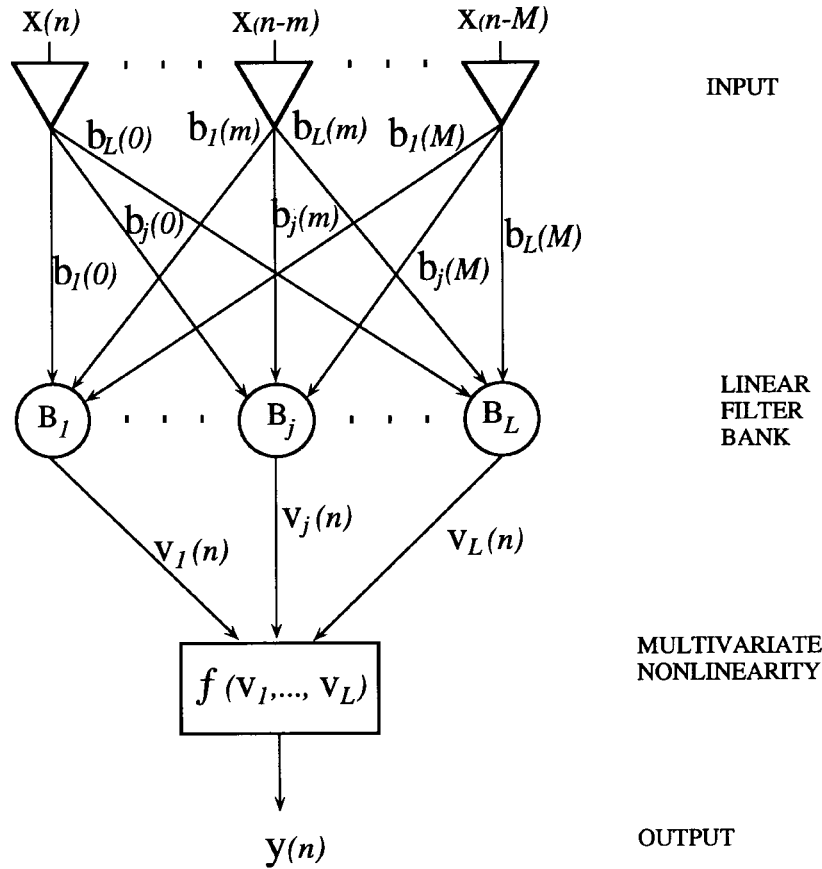 x(n) x(n-m) x(n-M)
INPUT
b_L(0) b_1(m) b_L(m) b_1(M)
b_j(0) b_j(m) b_L(M)
b_1(0) b_j(M)
B_1 B_j B_L
LINEAR
FILTER
BANK
v_1(n) v_j(n) v_L(n)
MULTIVARIATE
NONLINEARITY
f(v_1,..., v_L)
y(n)
OUTPUT